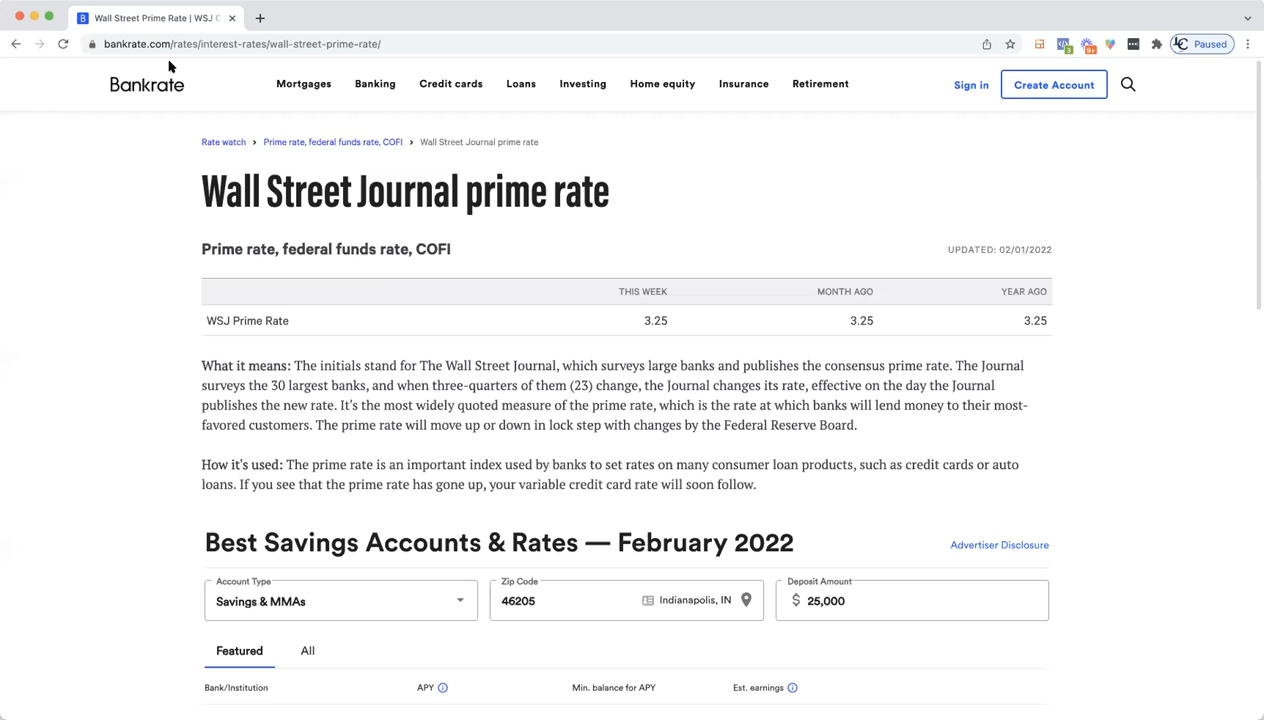 Wall Street Prime Rate | WSJ C
bankrate.com/rates/interest-rates/wall-street-prime-rate/
3
9+
LC
Paused
Bankrate
Mortgages Banking Credit cards Loans Investing Home equity Insurance Retirement
Sign in Create Account
Rate watch > Prime rate, federal funds rate, COFI > Wall Street Journal prime rate
Wall Street Journal prime rate
Prime rate, federal funds rate, COFI
UPDATED: 02/01/2022
THIS WEEK MONTH AGO YEAR AGO
WSJ Prime Rate 3.25 3.25 3.25
What it means: The initials stand for The Wall Street Journal, which surveys large banks and publishes the consensus prime rate. The Journal
surveys the 30 largest banks, and when three-quarters of them (23) change, the Journal changes its rate, effective on the day the Journal
publishes the new rate. It's the most widely quoted measure of the prime rate, which is the rate at which banks will lend money to their most-
favored customers. The prime rate will move up or down in lock step with changes by the Federal Reserve Board.
How it's used: The prime rate is an important index used by banks to set rates on many consumer loan products, such as credit cards or auto
loans. If you see that the prime rate has gone up, your variable credit card rate will soon follow.
Best Savings Accounts & Rates — February 2022
Advertiser Disclosure
Account Type Zip Code Deposit Amount
Savings & MMAs 46205 Indianapolis, IN $ 25,000
Featured All
Bank/Institution APY Min. balance for APY Est. earnings